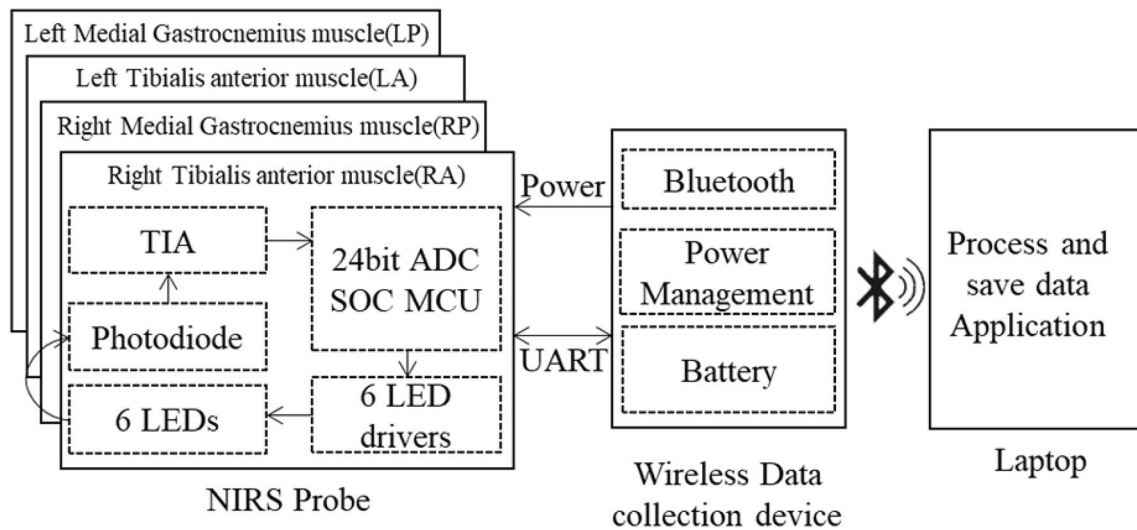 Left Medial Gastrocnemius muscle(LP)
Left Tibialis anterior muscle(LA)
Right Medial Gastrocnemius muscle(RP)
Right Tibialis anterior muscle(RA)
TIA
24bit ADC
SOC MCU
Photodiode
6 LEDs
6 LED
drivers
NIRS Probe
Power
UART
Bluetooth
Power
Management
Battery
Wireless Data
collection device
Process and
save data
Application
Laptop